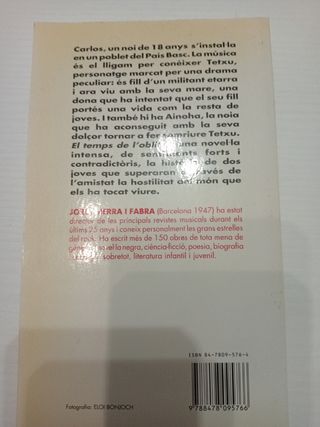 Carlos, un noi de 18 anys s'instal·la
en un poblet del País Basc. La música
és el lligam per conèixer Tetxu,
personatge marcat per una drama
peculiar: és fill d'un militant etarra
i ara viu amb la seva mare, una
dona que ha intentat que el seu fill
portés una vida com la resta de
joves. I també hi ha Ainoha, la noia
que ha aconseguit amb la seva
dolçor tornar a fer somriure Tetxu.
El temps de l'oblit una novel·la
intensa, de sentiments forts i
contradictòris, la història de dos
joves que superaran a través de
l'amistat la hostilitat del món que
els ha tocat viure.
JORDI SIERRA I FABRA (Barcelona 1947) ha estat
director de les principals revistes musicals durant els
últims 25 anys i coneix personalment les grans estrelles
del rock. Ha escrit més de 150 obres de tota mena de
novel·la negra, ciència-ficció, poesia, biografia
sobretot, literatura infantil i juvenil.
ISBN 84-7809-576-4
9 788478 095766
Fotografia: ELOI BONJOCH